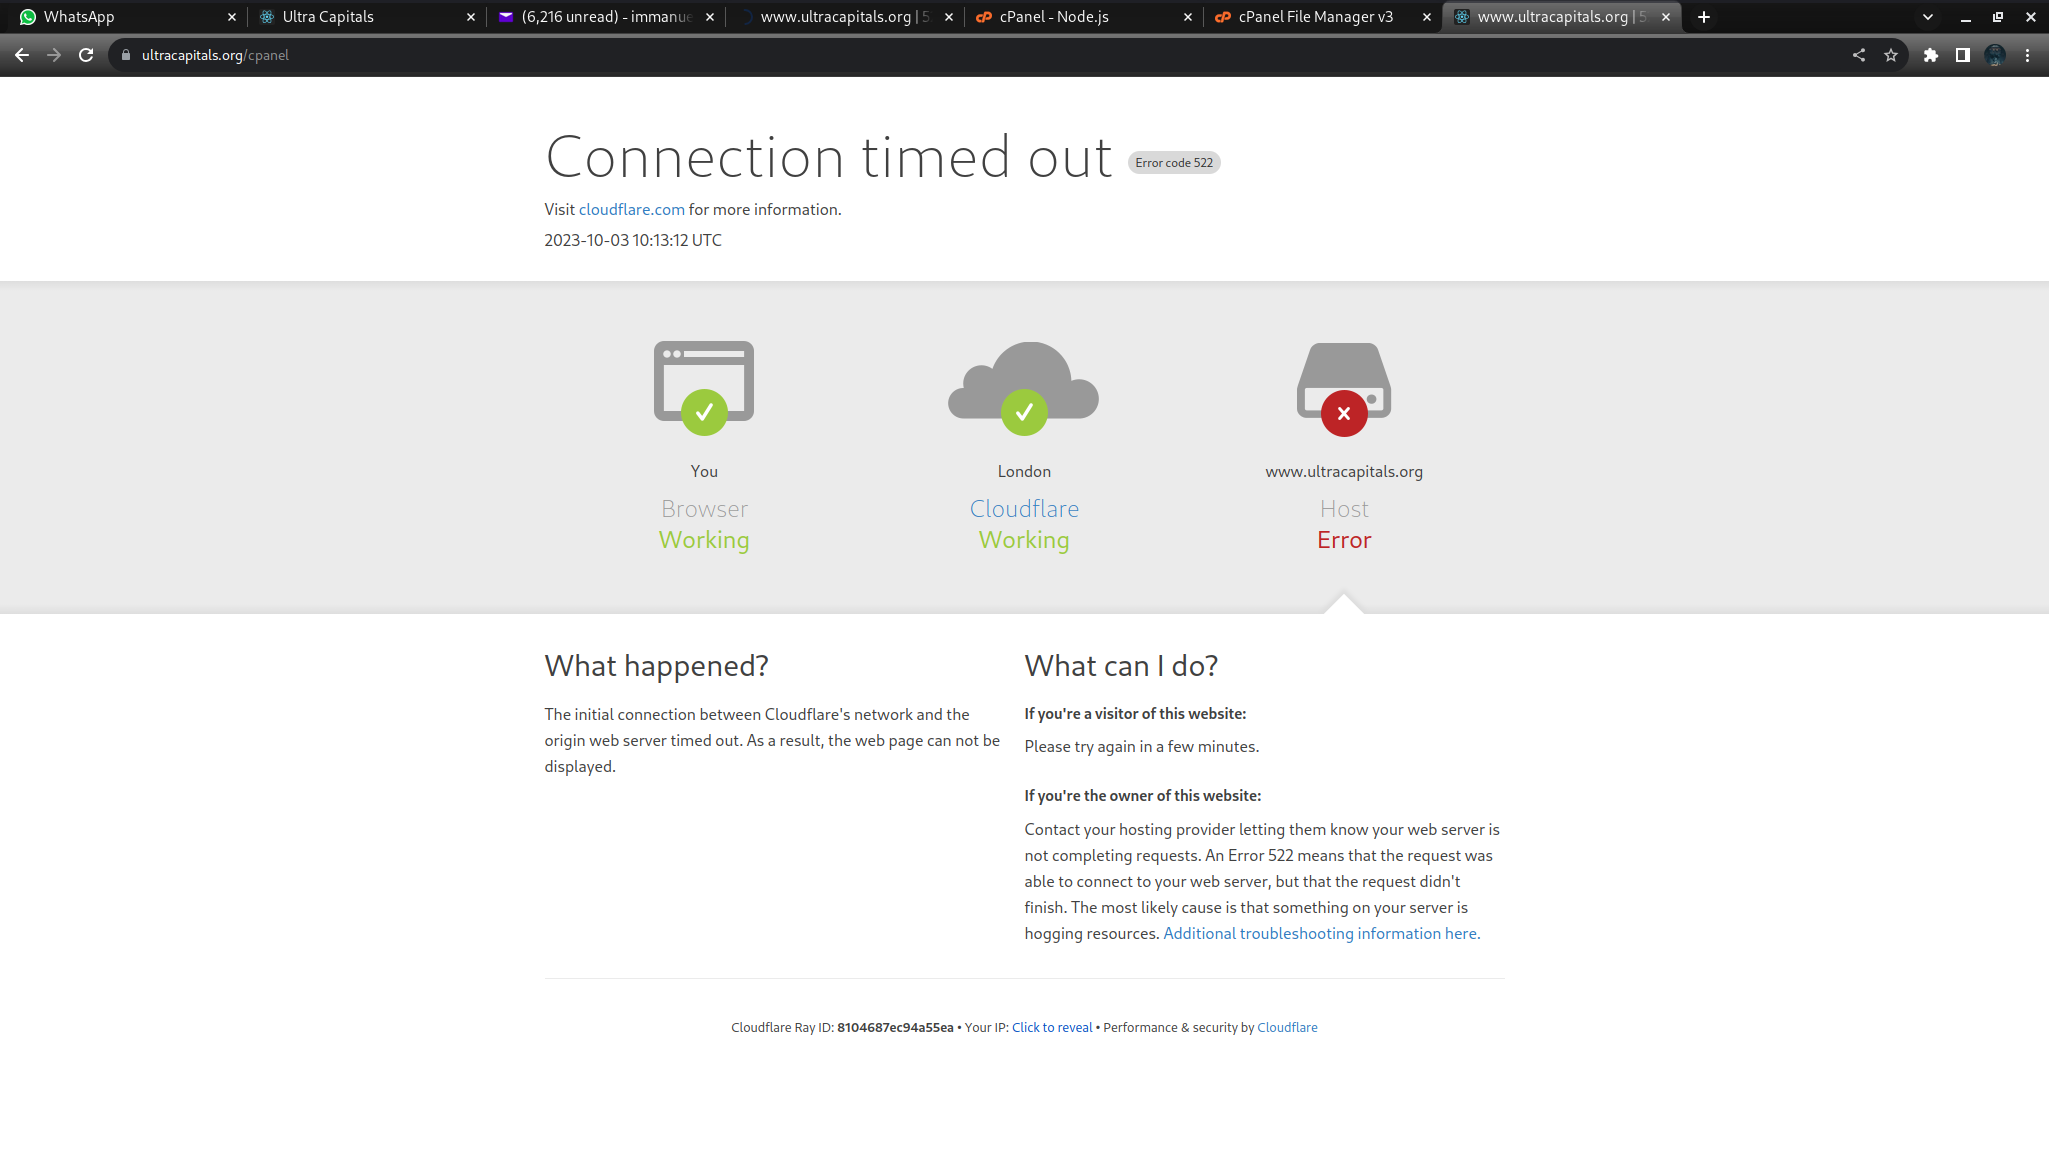 WhatsApp
Ultra Capitals
(6,216 unread) - immanue
www.ultracapitals.org | 5
cPanel - Node.js
cPanel File Manager v3
www.ultracapitals.org | 5
ultracapitals.org/cpanel
Connection timed out Error code 522
Visit cloudflare.com for more information.
2023-10-03 10:13:12 UTC
You
Browser
Working
London
Cloudflare
Working
www.ultracapitals.org
Host
Error
What happened?
The initial connection between Cloudflare's network and the
origin web server timed out. As a result, the web page can not be
displayed.
What can I do?
If you're a visitor of this website:
Please try again in a few minutes.
If you're the owner of this website:
Contact your hosting provider letting them know your web server is
not completing requests. An Error 522 means that the request was
able to connect to your web server, but that the request didn't
finish. The most likely cause is that something on your server is
hogging resources. Additional troubleshooting information here.
Cloudflare Ray ID: 8104687ec94a55ea • Your IP: Click to reveal • Performance & security by Cloudflare